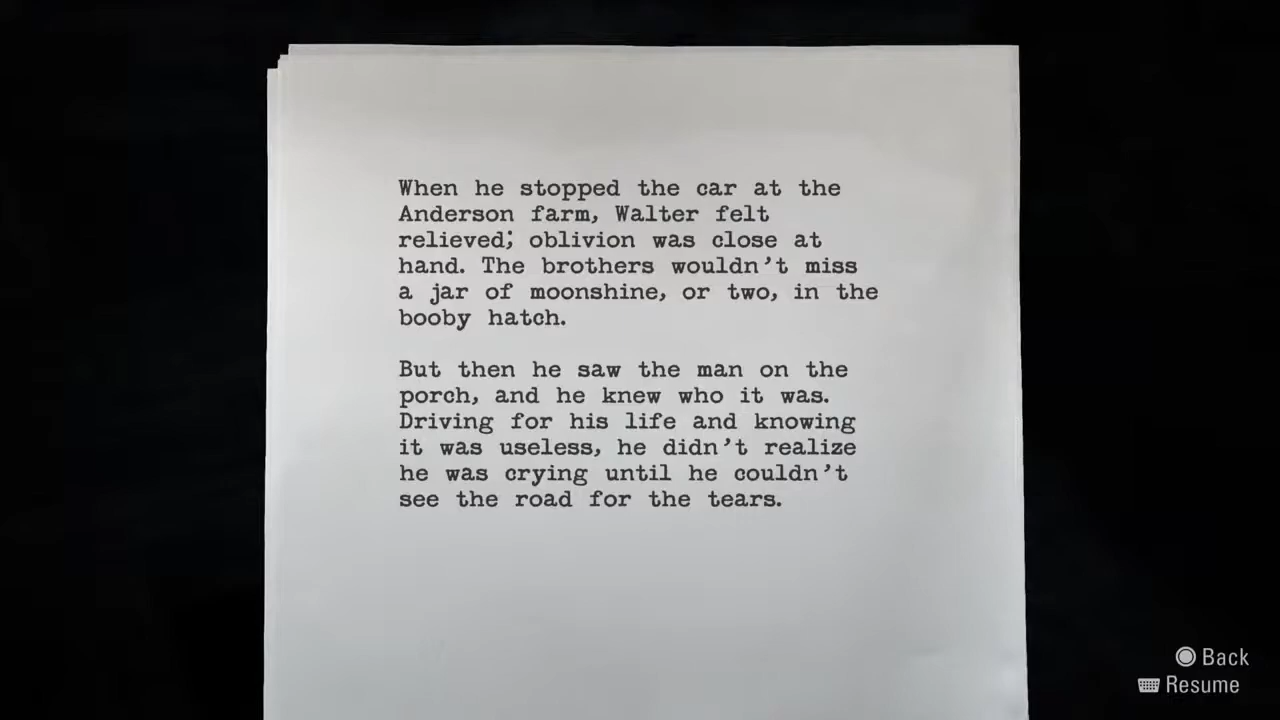 When he stopped the car at the
Anderson farm, Walter felt
relieved; oblivion was close at
hand. The brothers wouldn't miss
a jar of moonshine, or two, in the
booby hatch.
But then he saw the man on the
porch, and he knew who it was.
Driving for his life and knowing
it was useless, he didn't realize
he was crying until he couldn't
see the road for the tears.
Back
Resume